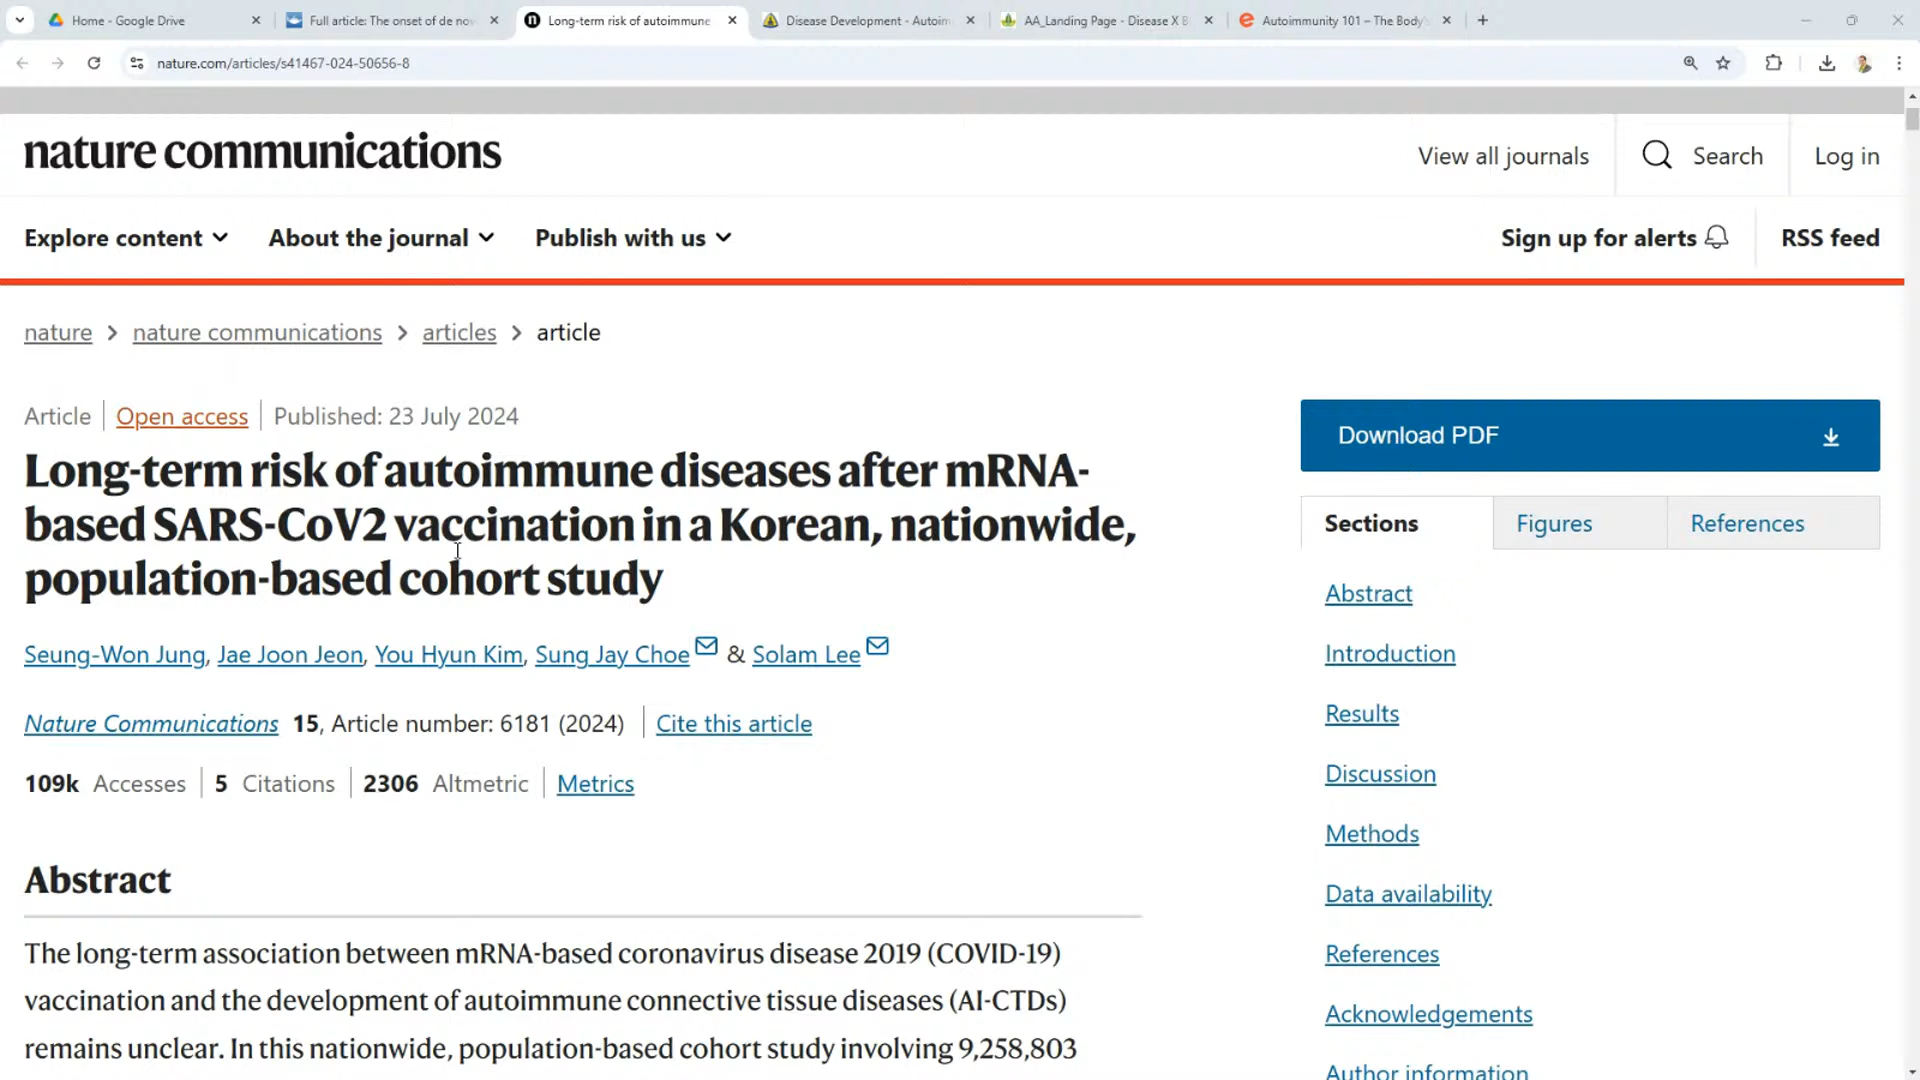 Home - Google Drive
Full article: The onset of de nov
Long-term risk of autoimmune
Disease Development - Autoim
AA_Landing Page - Disease X B
Autoimmunity 101 – The Body'
nature.com/articles/s41467-024-50656-8
nature communications
View all journals
Search
Log in
Explore content
About the journal
Publish with us
Sign up for alerts
RSS feed
nature > nature communications > articles > article
Article | Open access | Published: 23 July 2024
Long-term risk of autoimmune diseases after mRNA-
based SARS-CoV2 vaccination in a Korean, nationwide,
population-based cohort study
Seung-Won Jung, Jae Joon Jeon, You Hyun Kim, Sung Jay Choe & Solam Lee
Nature Communications 15, Article number: 6181 (2024) | Cite this article
109k Accesses | 5 Citations | 2306 Altmetric | Metrics
Abstract
The long-term association between mRNA-based coronavirus disease 2019 (COVID-19)
vaccination and the development of autoimmune connective tissue diseases (AI-CTDs)
remains unclear. In this nationwide, population-based cohort study involving 9,258,803
Download PDF
Sections
Figures
References
Abstract
Introduction
Results
Discussion
Methods
Data availability
References
Acknowledgements
Author information